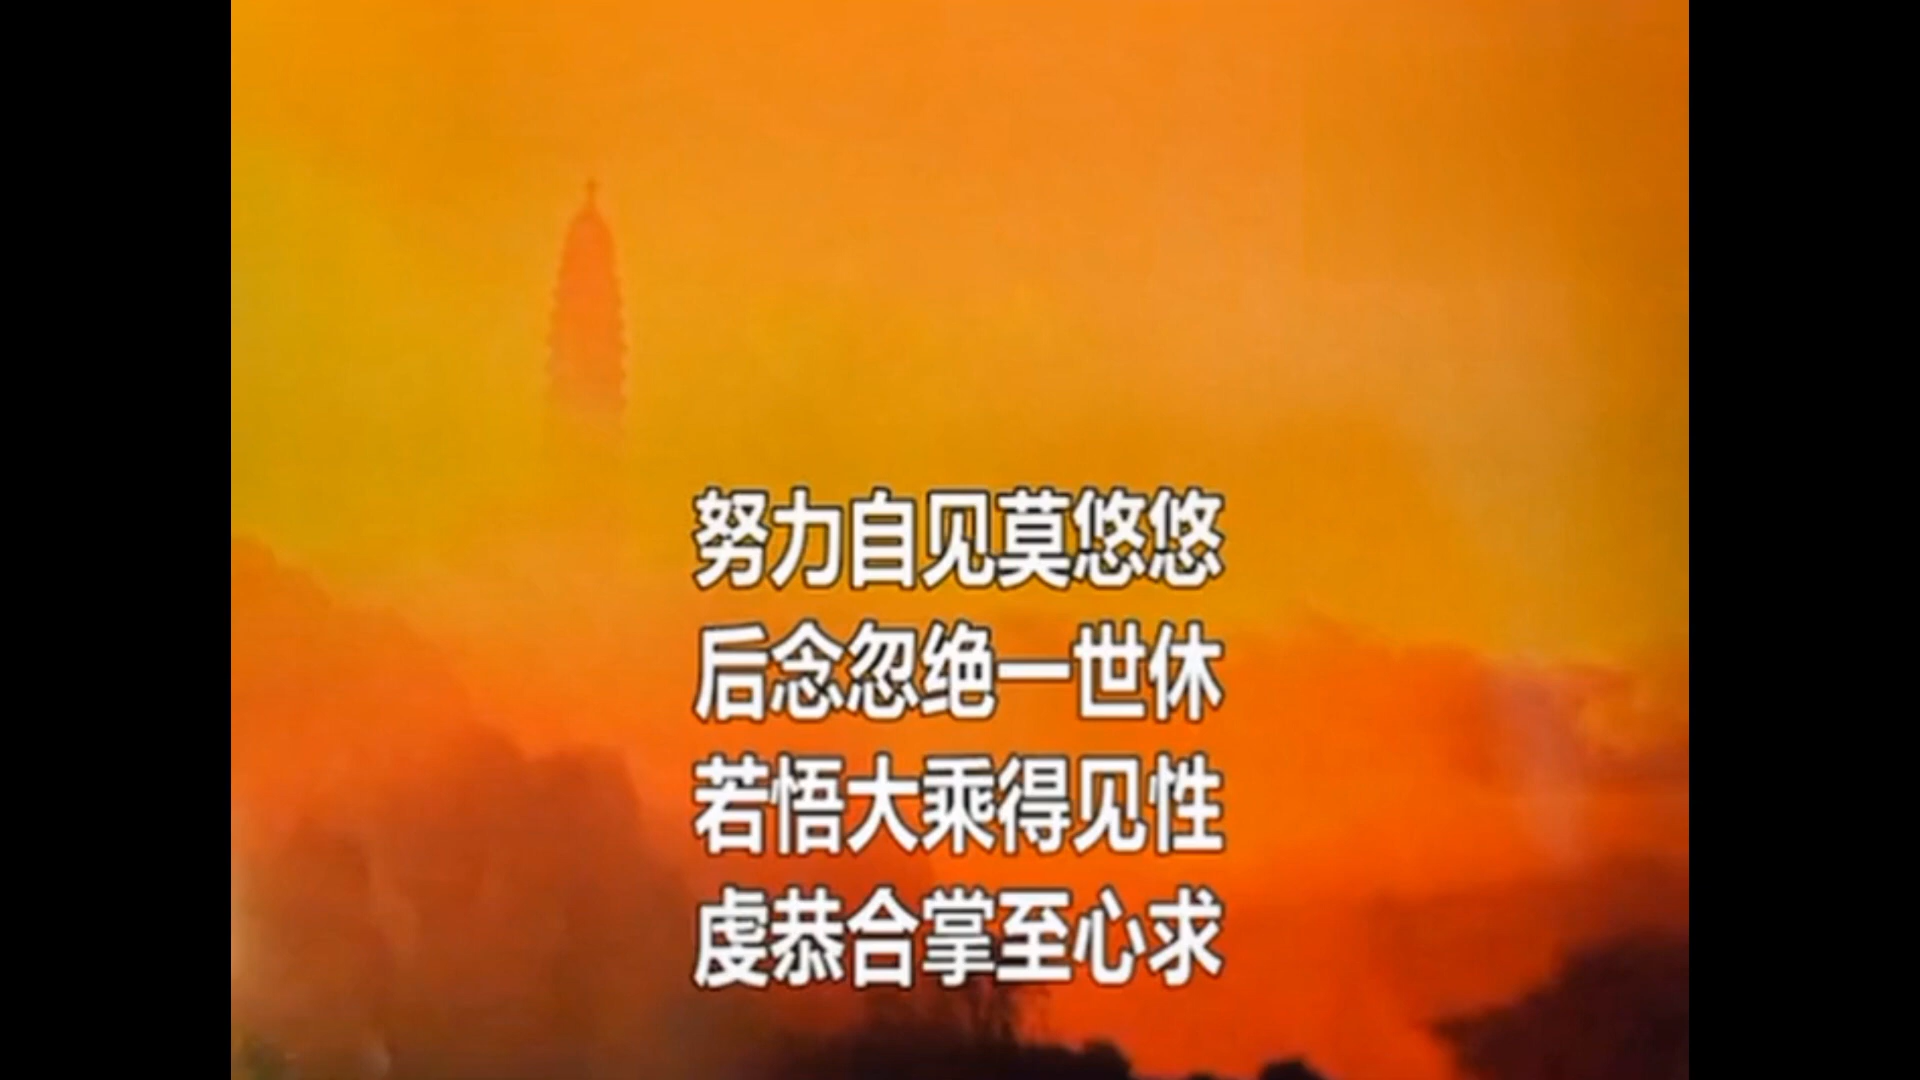 努力自见莫悠悠
后念忽绝一世休
若悟大乘得见性
虔恭合掌至心求